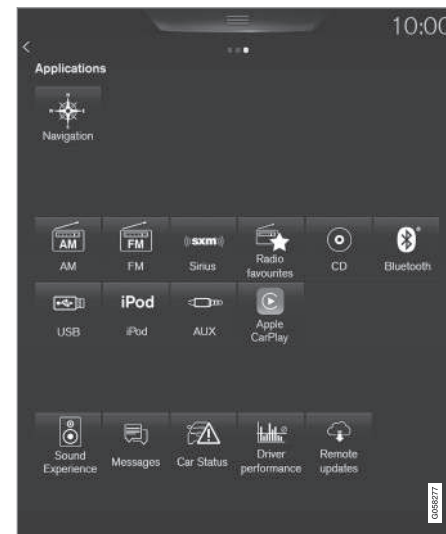 10:00
Applications
Navigation
AM
FM
sxm
AM
FM
Sirius
Radio
favourites
CD
Bluetooth
iPod
USB
iPod
AUX
Apple
CarPlay
Sound
Experience
Messages
Car Status
Driver
performance
Remote
updates
G058277